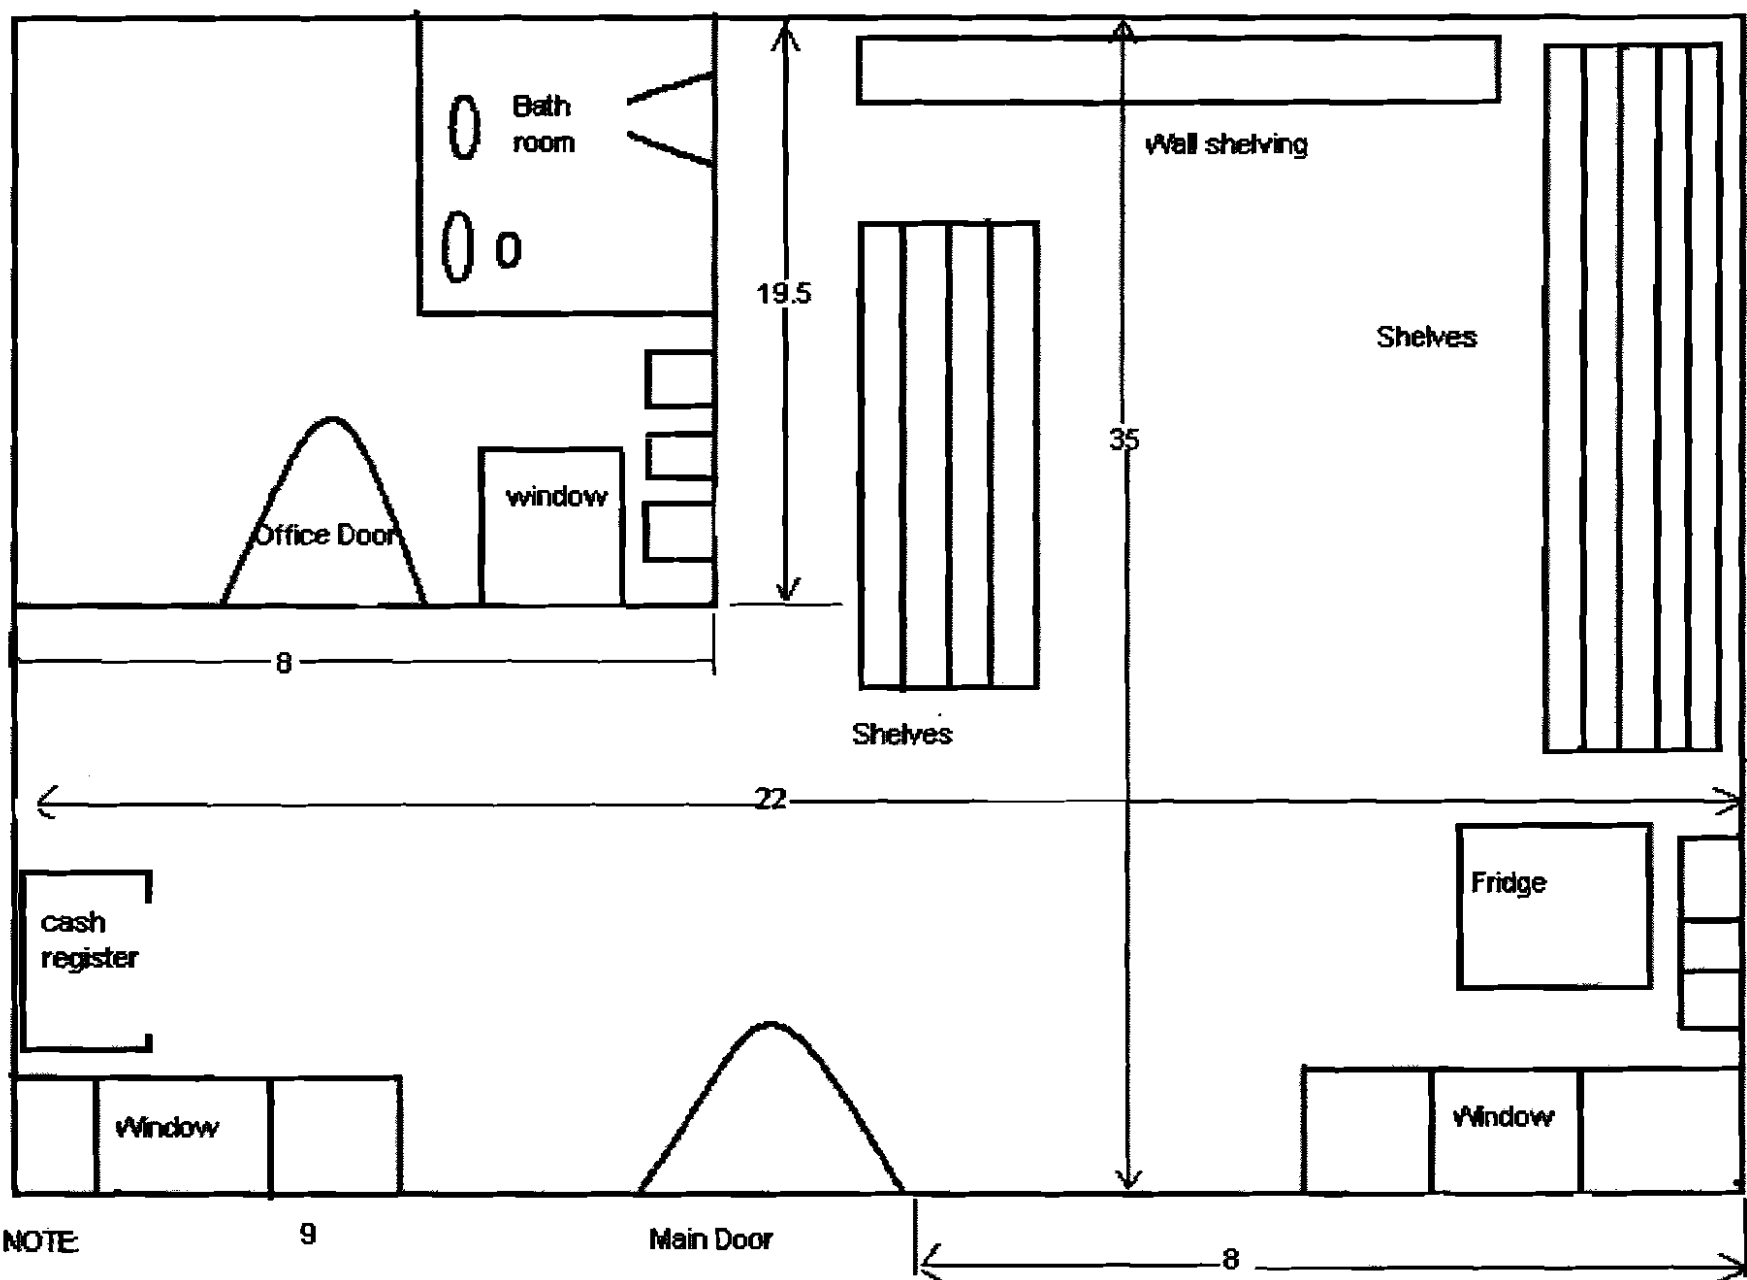 Bath
room
Wall shelving
0
19.5
Shelves
35
window
Office Door
8
Shelves
22
Fridge
cash
register
Window
Window
NOTE:
9
Main Door
8